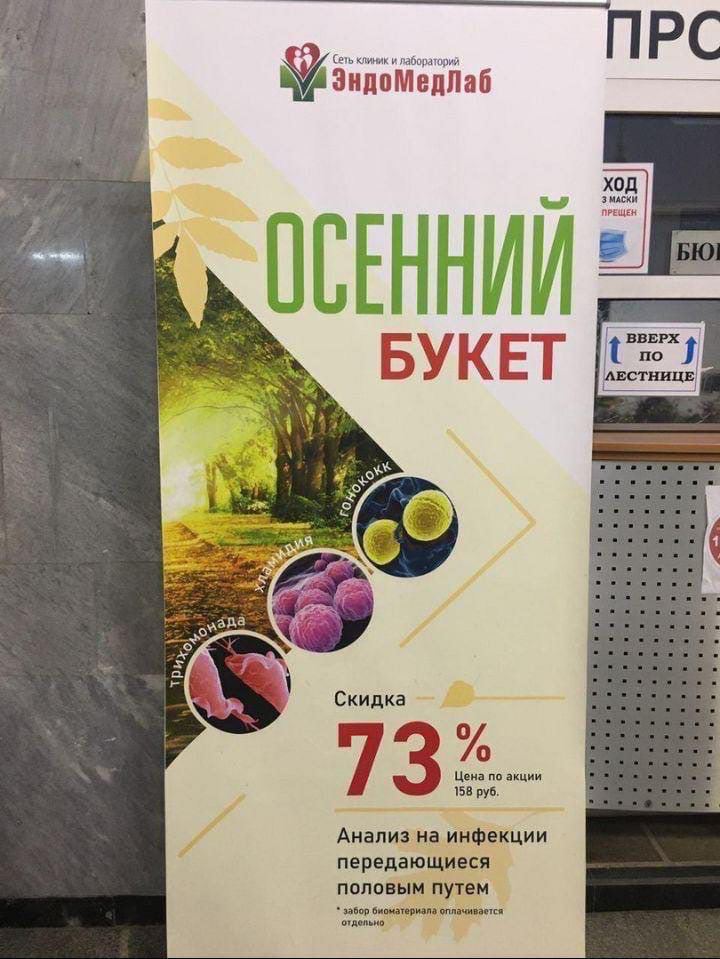 Сеть клиник и лабораторий
ЭндоМедЛаб
ОСЕННИЙ
БУКЕТ
гонококк
хламидия
трихомонада
Скидка
73%
Цена по акции
158 руб.
Анализ на инфекции
передающиеся
половым путем
* забор биоматериала оплачивается
отдельно
ПРО
ХОД
З МАСКИ
ПРЕЩЕН
БЮ
ВВЕРХ
ПО
ЛЕСТНИЦЕ